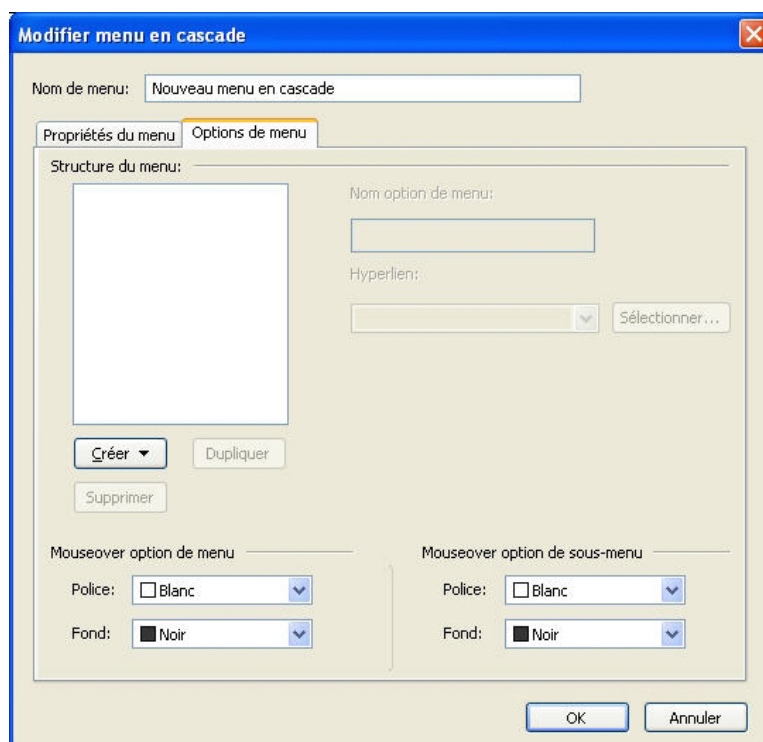 Modifier menu en cascade
Nom de menu: Nouveau menu en cascade
Propriétés du menu Options de menu
Structure du menu:
Nom option de menu:
Hyperlien:
Sélectionner...
Créer Dupliquer
Supprimer
Mouseover option de menu Mouseover option de sous-menu
Police: Blanc Police: Blanc
Fond: Noir Fond: Noir
OK Annuler